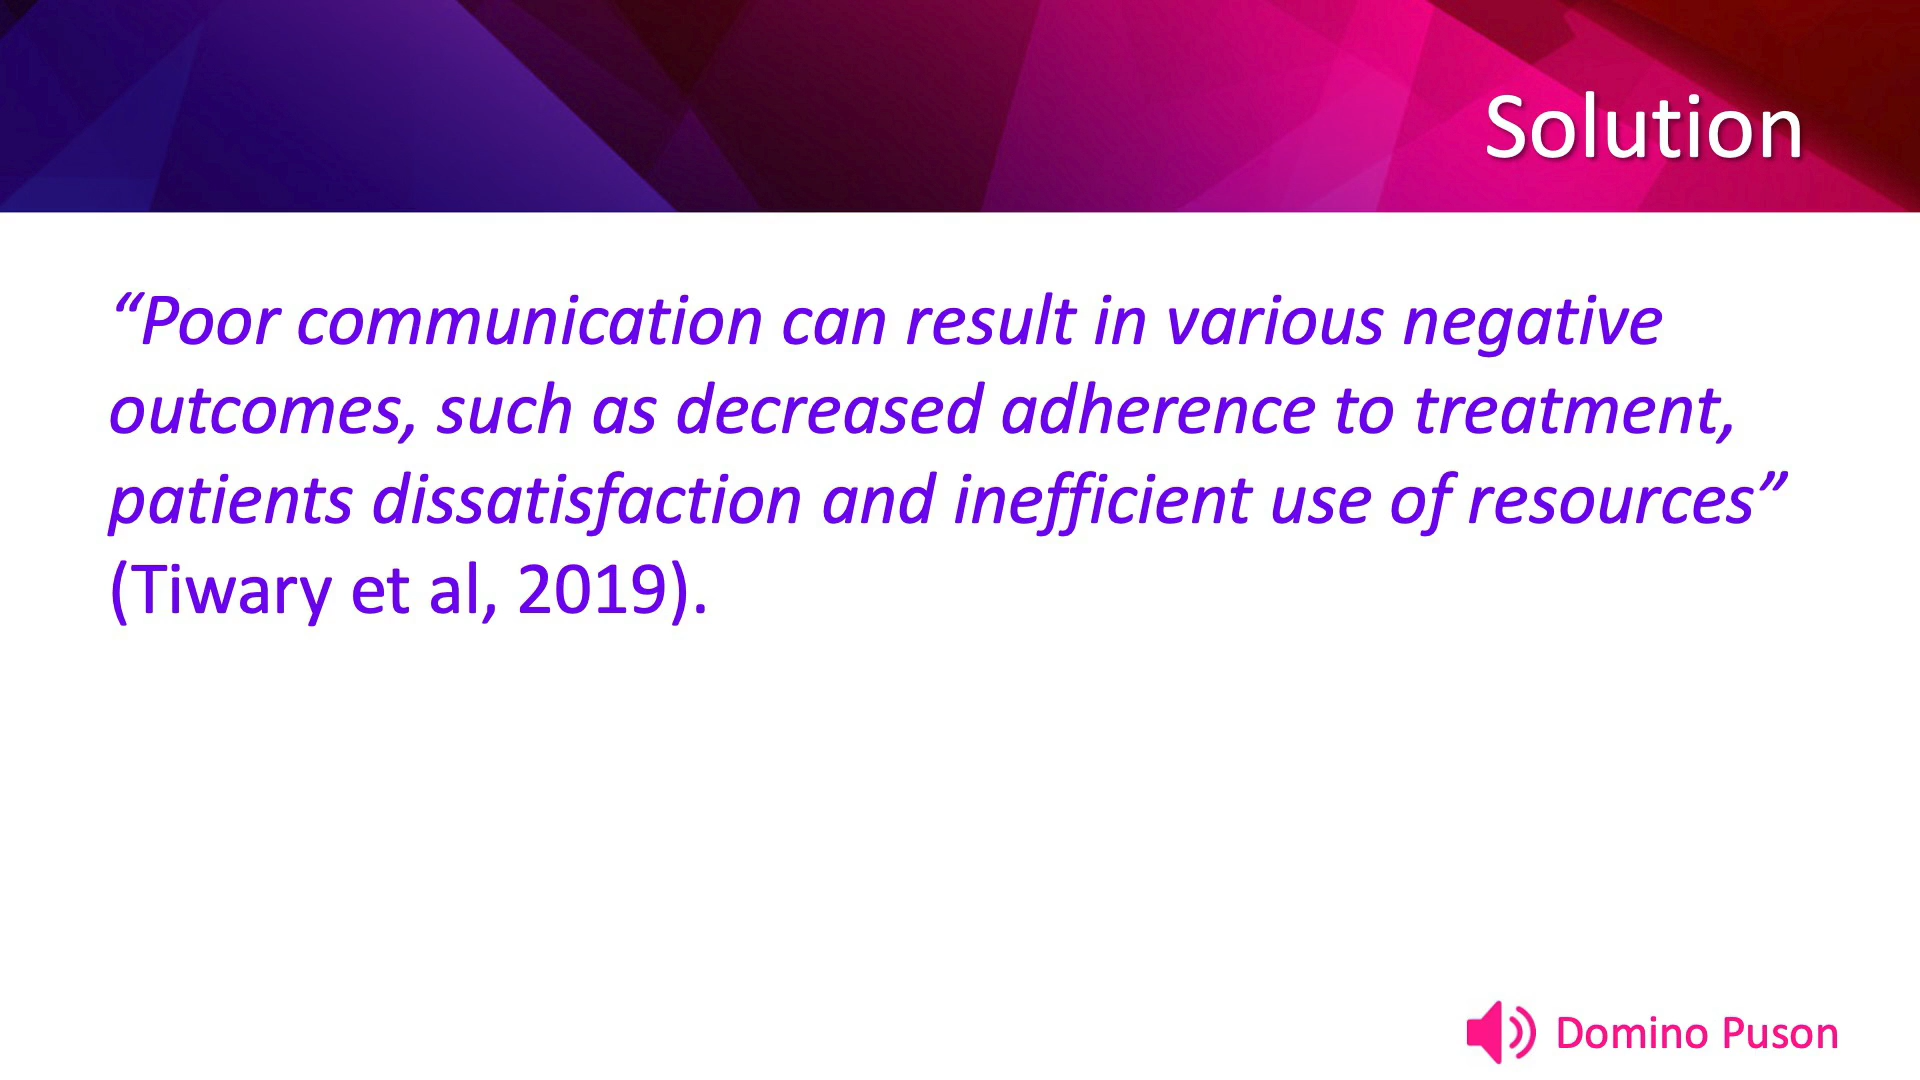 Solution
“Poor communication can result in various negative
outcomes, such as decreased adherence to treatment,
patients dissatisfaction and inefficient use of resources”
(Tiwary et al, 2019).
Domino Puson